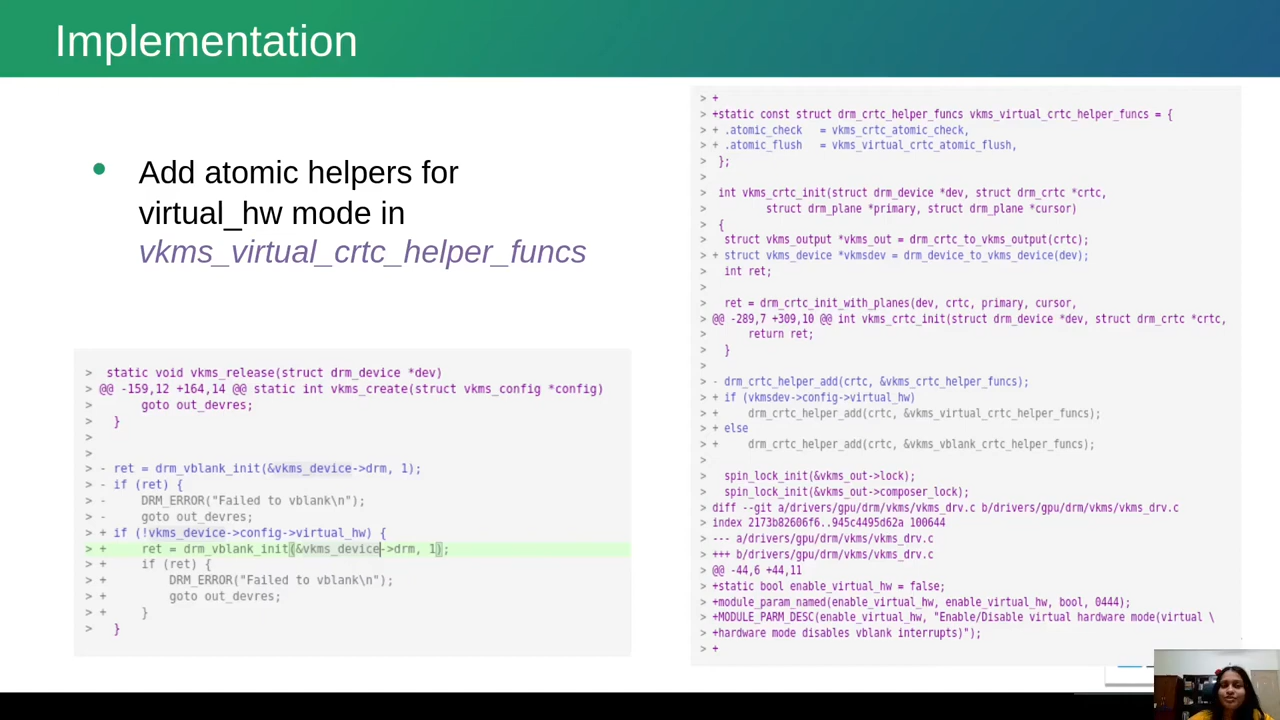 Implementation
Add atomic helpers for
virtual_hw mode in
vkms_virtual_crtc_helper_funcs
>  static void vkms_release(struct drm_device *dev)
> @@ -159,12 +164,14 @@ static int vkms_create(struct vkms_config *config)
>       goto out_devres;
>   }
>
>
> - ret = drm_vblank_init(&vkms_device->drm, 1);
> - if (ret) {
> -     DRM_ERROR("Failed to vblank\n");
> -     goto out_devres;
> + if (!vkms_device->config->virtual_hw) {
> +     ret = drm_vblank_init(&vkms_device->drm, 1);
> +     if (ret) {
> +         DRM_ERROR("Failed to vblank\n");
> +         goto out_devres;
> +     }
>   }
> +
> +static const struct drm_crtc_helper_funcs vkms_virtual_crtc_helper_funcs = {
> + .atomic_check   = vkms_crtc_atomic_check,
> + .atomic_flush   = vkms_virtual_crtc_atomic_flush,
>  };
>
>  int vkms_crtc_init(struct drm_device *dev, struct drm_crtc *crtc,
>         struct drm_plane *primary, struct drm_plane *cursor)
>  {
>   struct vkms_output *vkms_out = drm_crtc_to_vkms_output(crtc);
> + struct vkms_device *vkmsdev = drm_device_to_vkms_device(dev);
>   int ret;
>
>   ret = drm_crtc_init_with_planes(dev, crtc, primary, cursor,
> @@ -289,7 +309,10 @@ int vkms_crtc_init(struct drm_device *dev, struct drm_crtc *crtc,
>       return ret;
>   }
>
> - drm_crtc_helper_add(crtc, &vkms_crtc_helper_funcs);
> + if (vkmsdev->config->virtual_hw)
> +     drm_crtc_helper_add(crtc, &vkms_virtual_crtc_helper_funcs);
> + else
> +     drm_crtc_helper_add(crtc, &vkms_vblank_crtc_helper_funcs);
>
>   spin_lock_init(&vkms_out->lock);
>   spin_lock_init(&vkms_out->composer_lock);
> diff --git a/drivers/gpu/drm/vkms/vkms_drv.c b/drivers/gpu/drm/vkms/vkms_drv.c
> index 2173b82606f6..945c4495d62a 100644
> --- a/drivers/gpu/drm/vkms/vkms_drv.c
> +++ b/drivers/gpu/drm/vkms/vkms_drv.c
> @@ -44,6 +44,11
> +static bool enable_virtual_hw = false;
> +module_param_named(enable_virtual_hw, enable_virtual_hw, bool, 0444);
> +MODULE_PARM_DESC(enable_virtual_hw, "Enable/Disable virtual hardware mode(virtual \
> +hardware mode disables vblank interrupts)");
> +